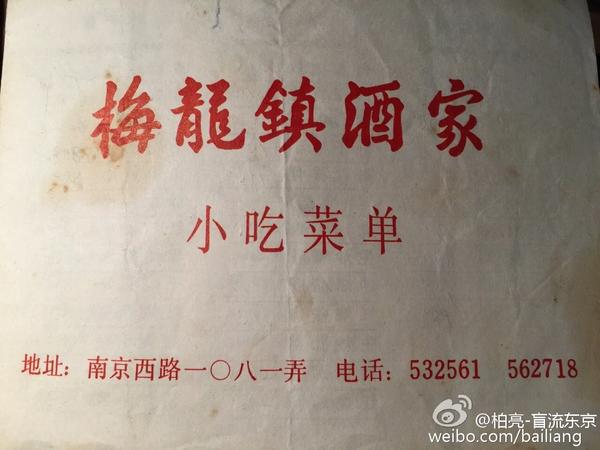 梅龍鎮酒家
小吃菜单
地址：南京西路一〇八一弄 电话：532561 562718
@柏亮-盲流东京
weibo.com/bailiang